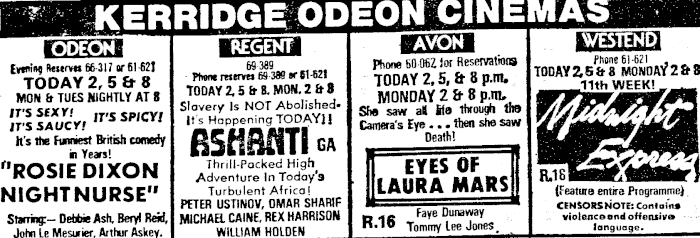 KERRIDGE ODEON CINEMAS
ODEON
Evening Reserves 66-317 or 61-621
TODAY 2, 5 & 8
MON & TUES NIGHTLY AT 8
IT'S SEXY!
IT'S SPICY!
IT'S SAUCY!
It's the Funniest British comedy
in Years!
"ROSIE DIXON
NIGHTNURSE"
Starring:— Debbie Ash, Beryl Reid,
John Le Mesurier, Arthur Askey.
REGENT
69-389
Phone reserves 69-389 or 61-621
TODAY 2, 5 & 8. MON, 2 & 8
Slavery Is NOT Abolished-
It's Happening TODAY!!
ASHANTI GA
Thrill-Packed High
Adventure In Today's
Turbulent Africa!
PETER USTINOV, OMAR SHARIF
MICHAEL CAINE, REX HARRISON
WILLIAM HOLDEN
AVON
Phone 60-062 for Reservations
TODAY 2, 5, & 8 p.m.
MONDAY 2 & 8 p.m.
She saw all life through the
Camera's Eye . . . then she saw
Death!
EYES OF
LAURA MARS
R.16
Faye Dunaway
Tommy Lee Jones
WESTEND
Phone 61-621
TODAY 2,5 & 8 MONDAY 2 & 8
11th WEEK!
Midnight
Express
R.18
(Feature entire Programme)
CENSORS NOTE: Contains
violence and offensive
language.